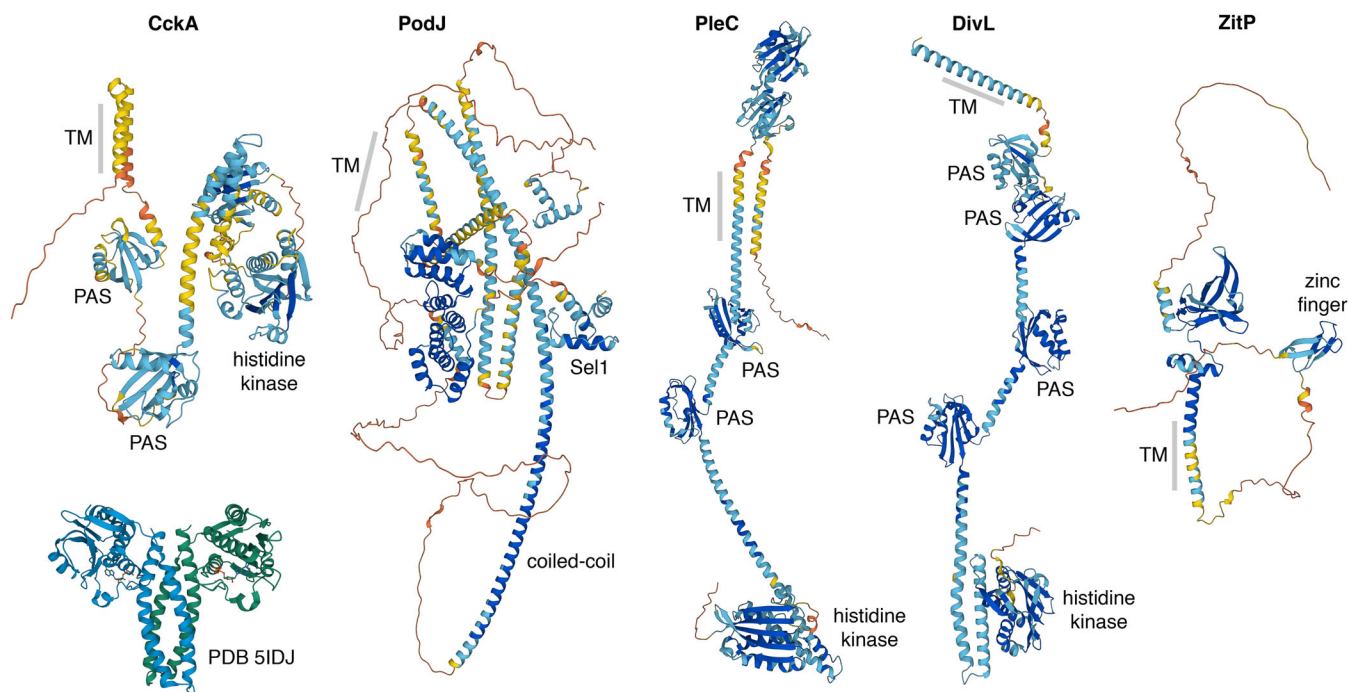 CckA
TM
PAS
PAS
histidine
kinase
PDB 5IDJ
PodJ
TM
Sel1
coiled-coil
PleC
TM
PAS
PAS
histidine
kinase
DivL
TM
PAS
PAS
PAS
PAS
histidine
kinase
ZitP
zinc
finger
TM